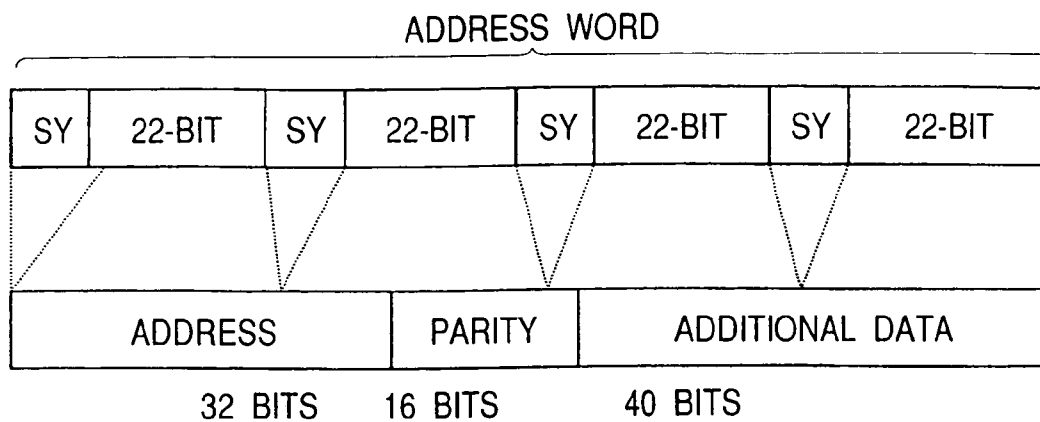 ADDRESS WORD
SY 22-BIT SY 22-BIT SY 22-BIT SY 22-BIT
ADDRESS PARITY ADDITIONAL DATA
32 BITS 16 BITS 40 BITS